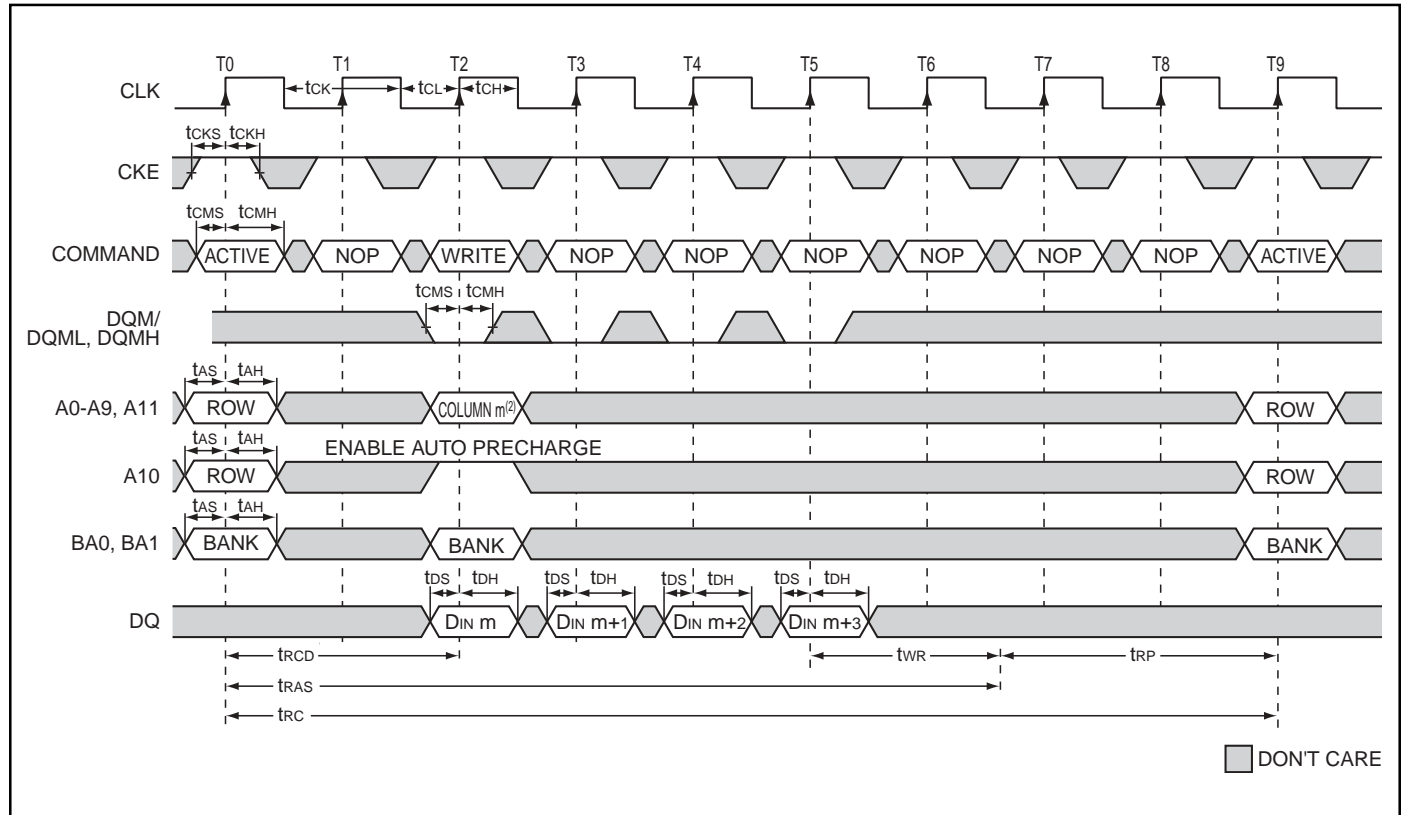 T0 T1 T2 T3 T4 T5 T6 T7 T8 T9
CLK tCK tCL tCH
tCKS tCKH
CKE
tCMS tCMH
COMMAND ACTIVE NOP WRITE NOP NOP NOP NOP NOP NOP ACTIVE
tCMS tCMH
DQM/
DQML, DQMH
tAS tAH
A0-A9, A11 ROW COLUMN m(2) ROW
tAS tAH ENABLE AUTO PRECHARGE
A10 ROW ROW
tAS tAH
BA0, BA1 BANK BANK BANK
tDS tDH tDS tDH tDS tDH tDS tDH
DQ DIN m DIN m+1 DIN m+2 DIN m+3
tRCD tWR tRP
tRAS
tRC
DON'T CARE